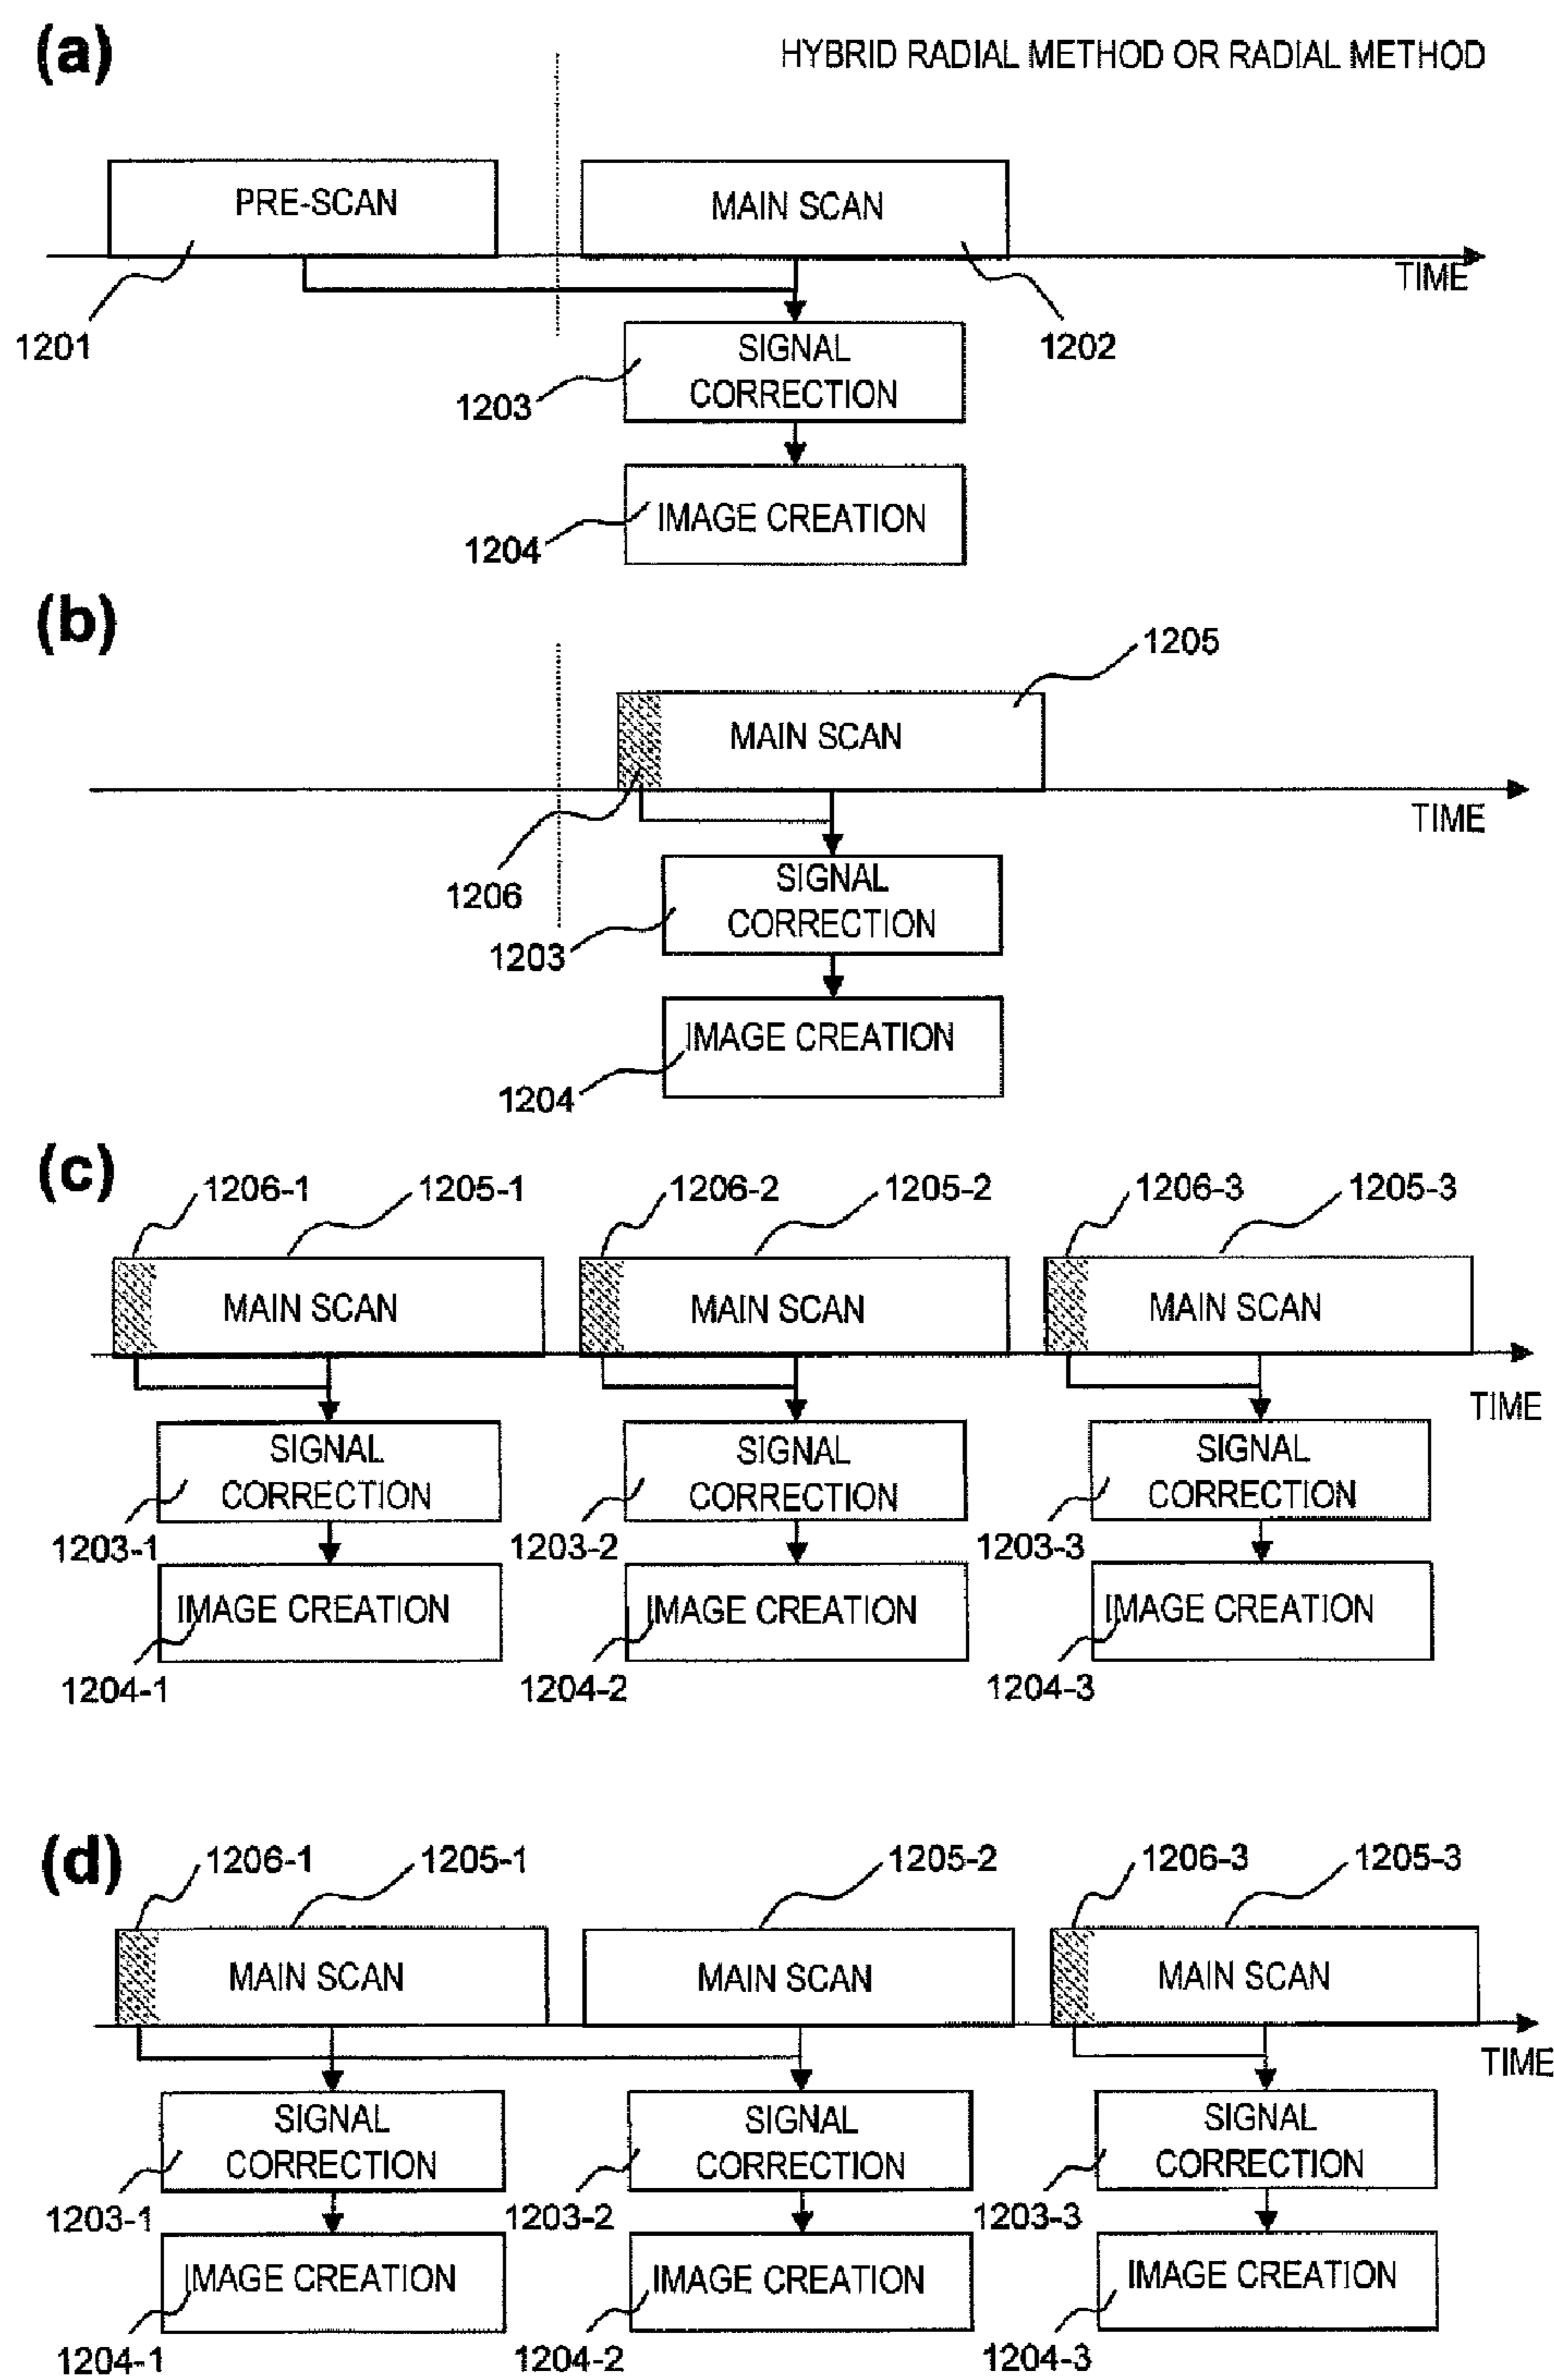 (a)
HYBRID RADIAL METHOD OR RADIAL METHOD
PRE-SCAN
MAIN SCAN
TIME
1201
1202
SIGNAL
CORRECTION
1203
IMAGE CREATION
1204
(b)
1205
MAIN SCAN
TIME
1206
SIGNAL
CORRECTION
1203
IMAGE CREATION
1204
(c)
1206-1 1205-1 1206-2 1205-2 1206-3 1205-3
MAIN SCAN MAIN SCAN MAIN SCAN
TIME
SIGNAL SIGNAL SIGNAL
CORRECTION CORRECTION CORRECTION
1203-1 1203-2 1203-3
IMAGE CREATION IMAGE CREATION IMAGE CREATION
1204-1 1204-2 1204-3
(d)
1206-1 1205-1 1205-2 1206-3 1205-3
MAIN SCAN MAIN SCAN MAIN SCAN
TIME
SIGNAL SIGNAL SIGNAL
CORRECTION CORRECTION CORRECTION
1203-1 1203-2 1203-3
IMAGE CREATION IMAGE CREATION IMAGE CREATION
1204-1 1204-2 1204-3